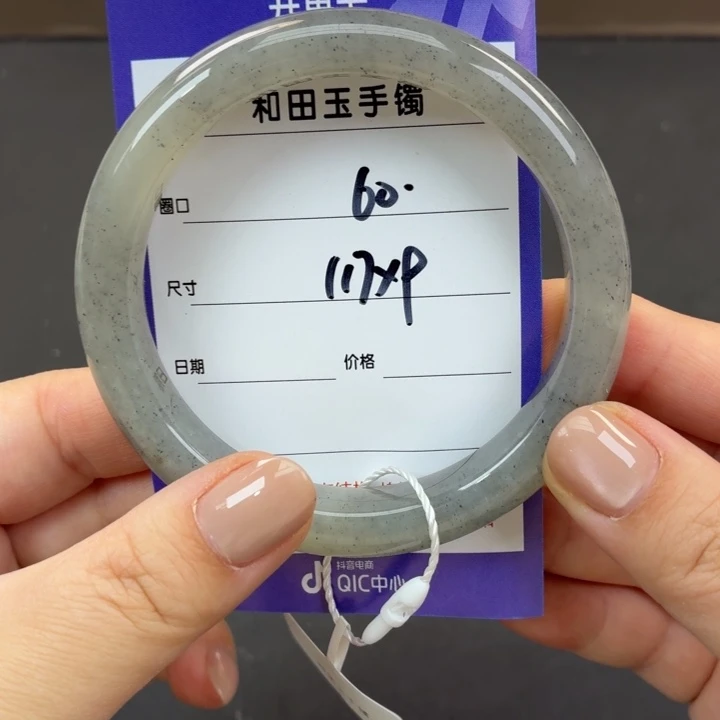 和田玉手镯
圈口 60.
尺寸 117x9
日期 价格
抖音电商
QIC中心